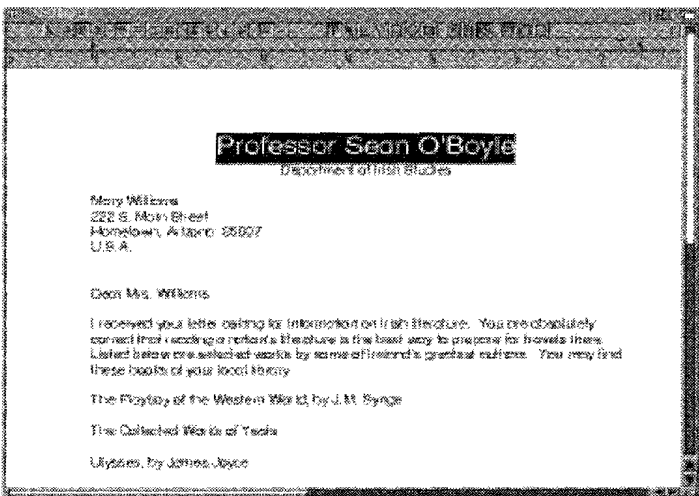 Professor Sean O'Boyle
Department of Irish Studies
Mary Williams
222 S. Main Street
Hometown, Arizona 85007
U.S.A.
Dear Mrs. Williams
I received your letter asking for information on Irish literature. You are absolutely
correct that reading a nation's literature is the best way to prepare for travels there.
Listed below are selected works by some of Ireland's greatest authors. You may find
these books at your local library
The Playboy of the Western World, by J.M. Synge
The Collected Works of Yeats
Ulysses, by James Joyce